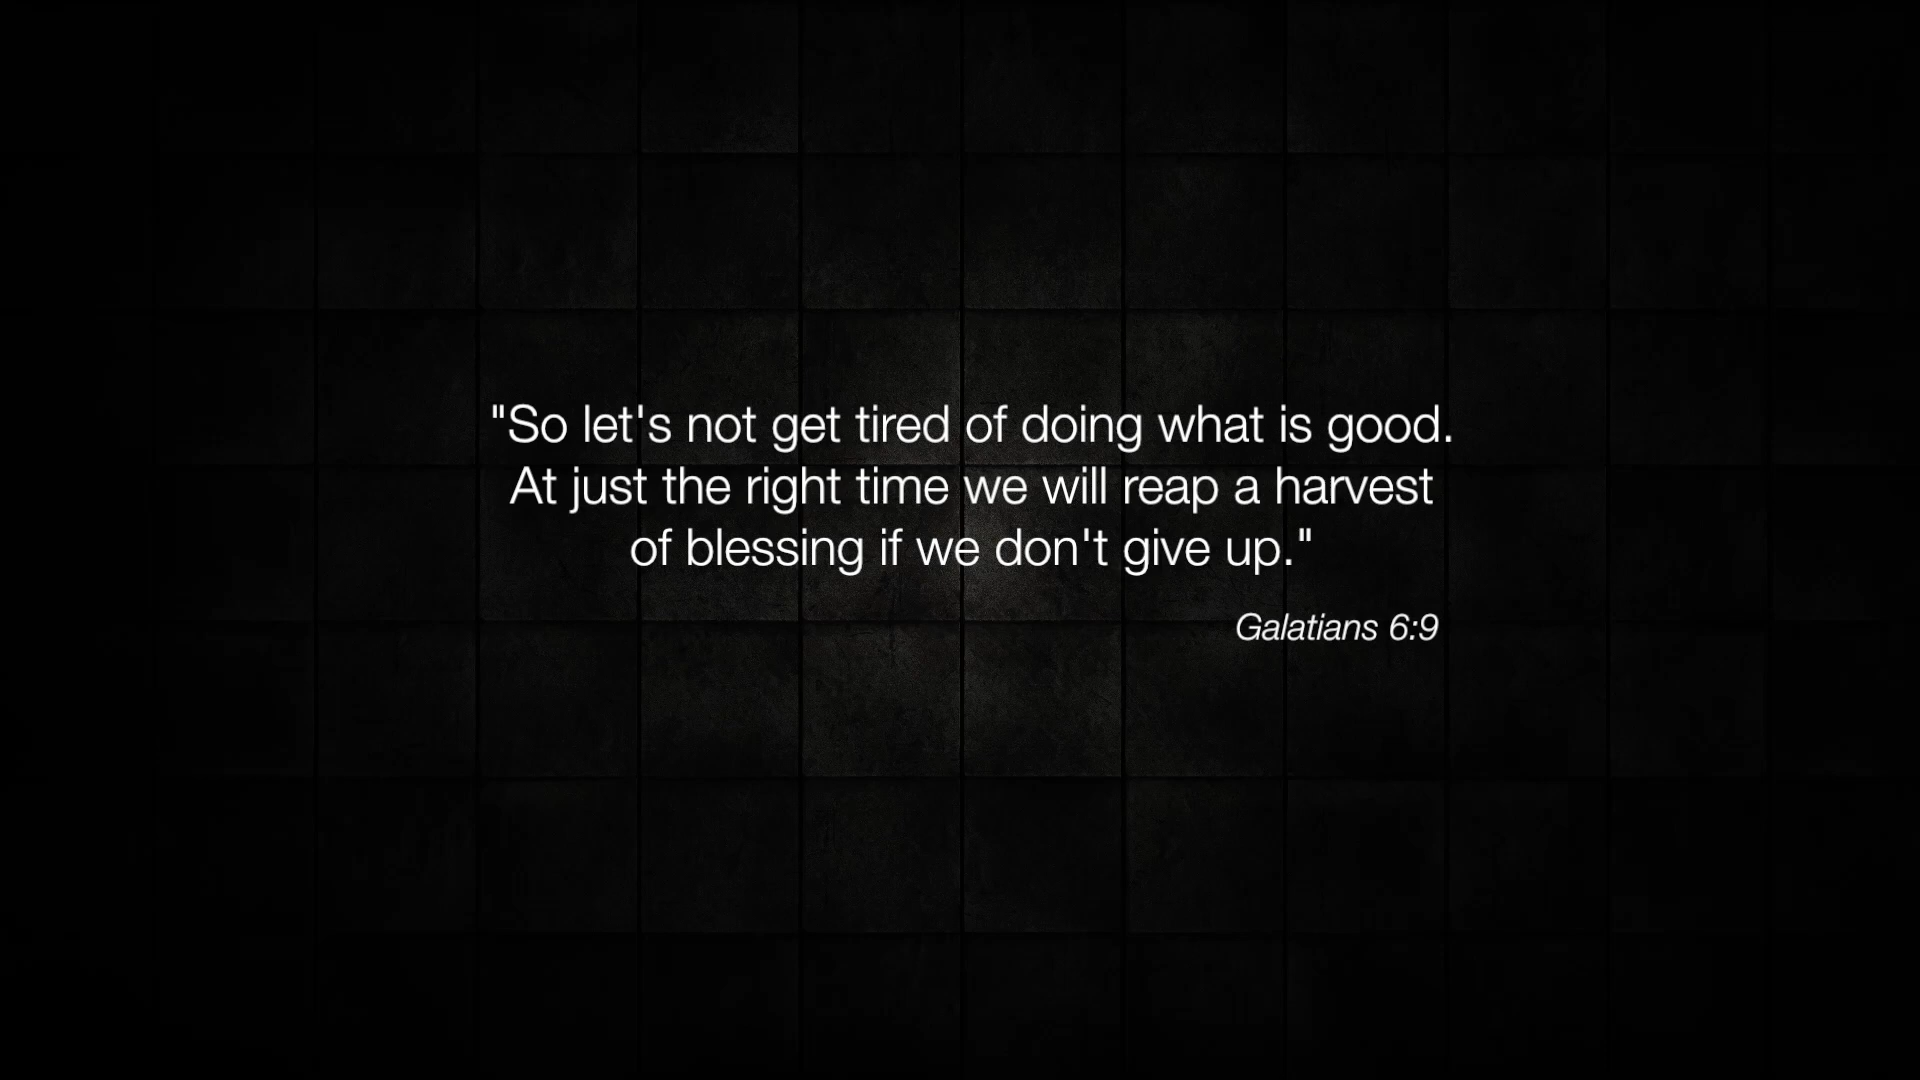 "So let's not get tired of doing what is good.
At just the right time we will reap a harvest
of blessing if we don't give up."
Galatians 6:9